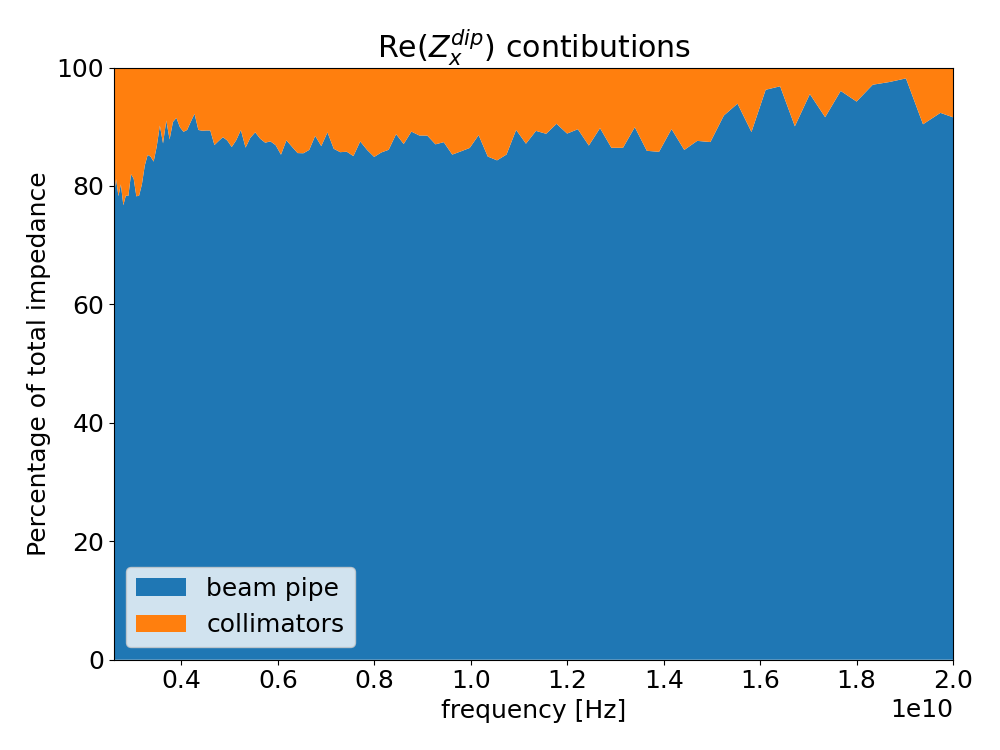 Re(Z_x^{dip}) contibutions
Percentage of total impedance
100
80
60
40
20
0
beam pipe
collimators
0.4 0.6 0.8 1.0 1.2 1.4 1.6 1.8 2.0
frequency [Hz]
1e10